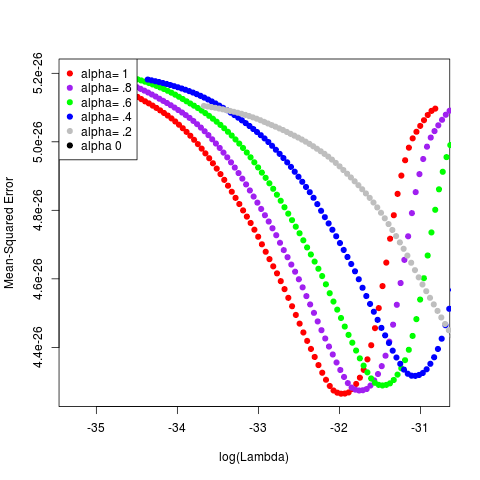 alpha= 1
alpha= .8
alpha= .6
alpha= .4
alpha= .2
alpha 0
5.2e-26
5.0e-26
4.8e-26
4.6e-26
4.4e-26
Mean-Squared Error
-35
-34
-33
-32
-31
log(Lambda)